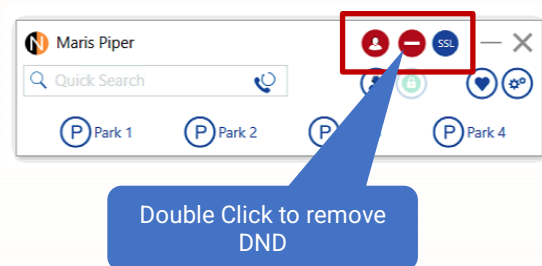 Maris Piper
SSL
Quick Search
P Park 1
P Park 2
P
P Park 4
Double Click to remove
DND